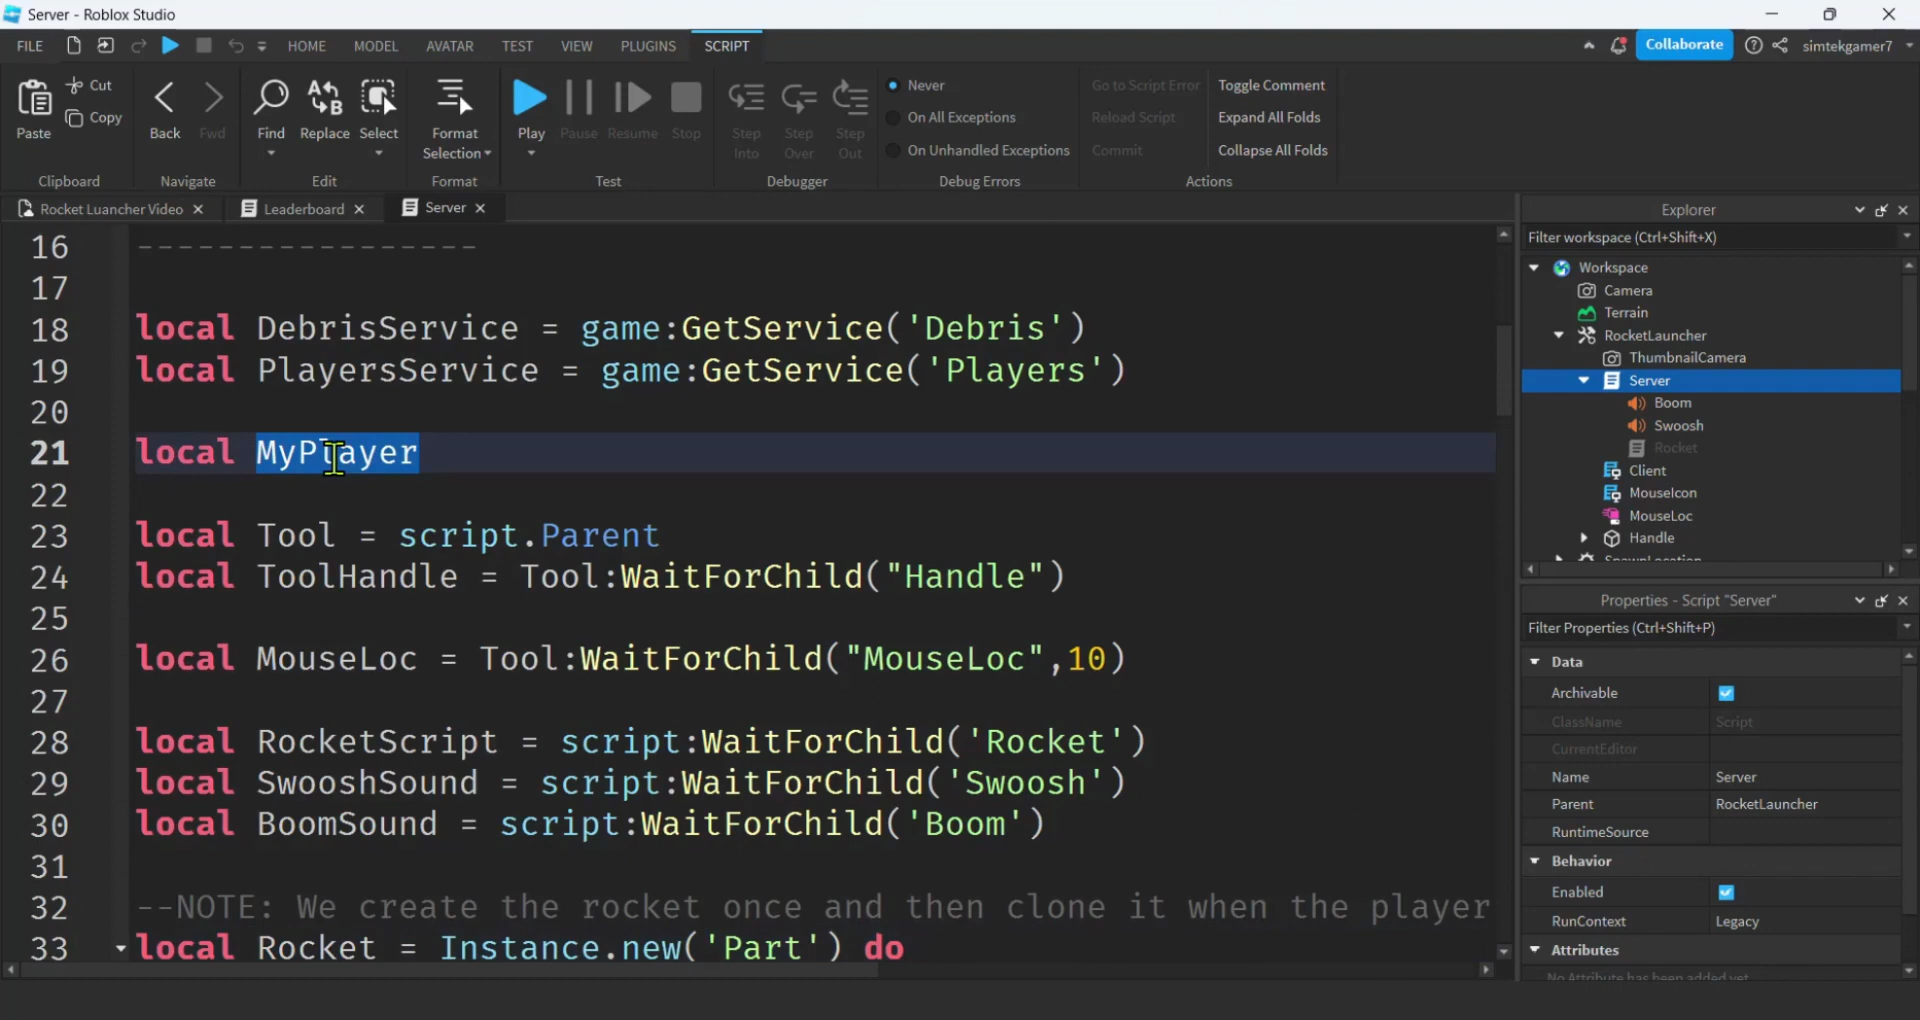 Server - Roblox Studio
FILE HOME MODEL AVATAR TEST VIEW PLUGINS SCRIPT Collaborate simtekgamer7
Paste Cut Copy Clipboard
Back Fwd Navigate
Find Replace Select Edit
Format Selection Format
Play Pause Resume Stop Test
Step Into Step Over Step Out Debugger
Never
On All Exceptions
On Unhandled Exceptions
Debug Errors
Go to Script Error Toggle Comment
Reload Script Expand All Folds
Commit Collapse All Folds
Actions
Rocket Luancher Video Leaderboard Server
16 -----------------
17
18 local DebrisService = game:GetService('Debris')
19 local PlayersService = game:GetService('Players')
20
21 local MyPlayer
22
23 local Tool = script.Parent
24 local ToolHandle = Tool:WaitForChild("Handle")
25
26 local MouseLoc = Tool:WaitForChild("MouseLoc",10)
27
28 local RocketScript = script:WaitForChild('Rocket')
29 local SwooshSound = script:WaitForChild('Swoosh')
30 local BoomSound = script:WaitForChild('Boom')
31
32 --NOTE: We create the rocket once and then clone it when the player
33 local Rocket = Instance.new('Part') do
Explorer
Filter workspace (Ctrl+Shift+X)
Workspace
Camera
Terrain
RocketLauncher
ThumbnailCamera
Server
Boom
Swoosh
Rocket
Client
MouseIcon
MouseLoc
Handle
SpawnLocation
Properties - Script "Server"
Filter Properties (Ctrl+Shift+P)
Data
Archivable
ClassName Script
CurrentEditor
Name Server
Parent RocketLauncher
RuntimeSource
Behavior
Enabled
RunContext Legacy
Attributes
No Attribute has been added yet